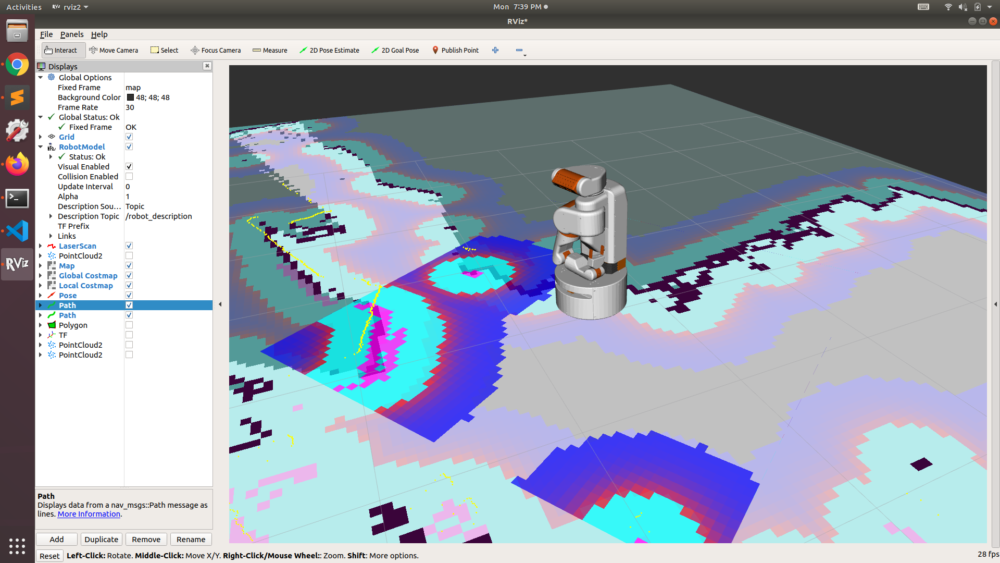 Activities RViz rviz2 Mon 7:39 PM
RViz*
File Panels Help
Interact Move Camera Select Focus Camera Measure 2D Pose Estimate 2D Goal Pose Publish Point
Displays
Global Options
Fixed Frame map
Background Color 48; 48; 48
Frame Rate 30
Global Status: Ok
Fixed Frame OK
Grid
RobotModel
Status: Ok
Visual Enabled
Collision Enabled
Update Interval 0
Alpha 1
Description Sou... Topic
Description Topic /robot_description
TF Prefix
Links
LaserScan
PointCloud2
Map
Global Costmap
Local Costmap
Pose
Path
Path
Polygon
TF
PointCloud2
PointCloud2
RViz
Path
Displays data from a nav_msgs::Path message as
lines. More Information.
Add Duplicate Remove Rename
Reset Left-Click: Rotate. Middle-Click: Move X/Y. Right-Click/Mouse Wheel:: Zoom. Shift: More options. 28 fps